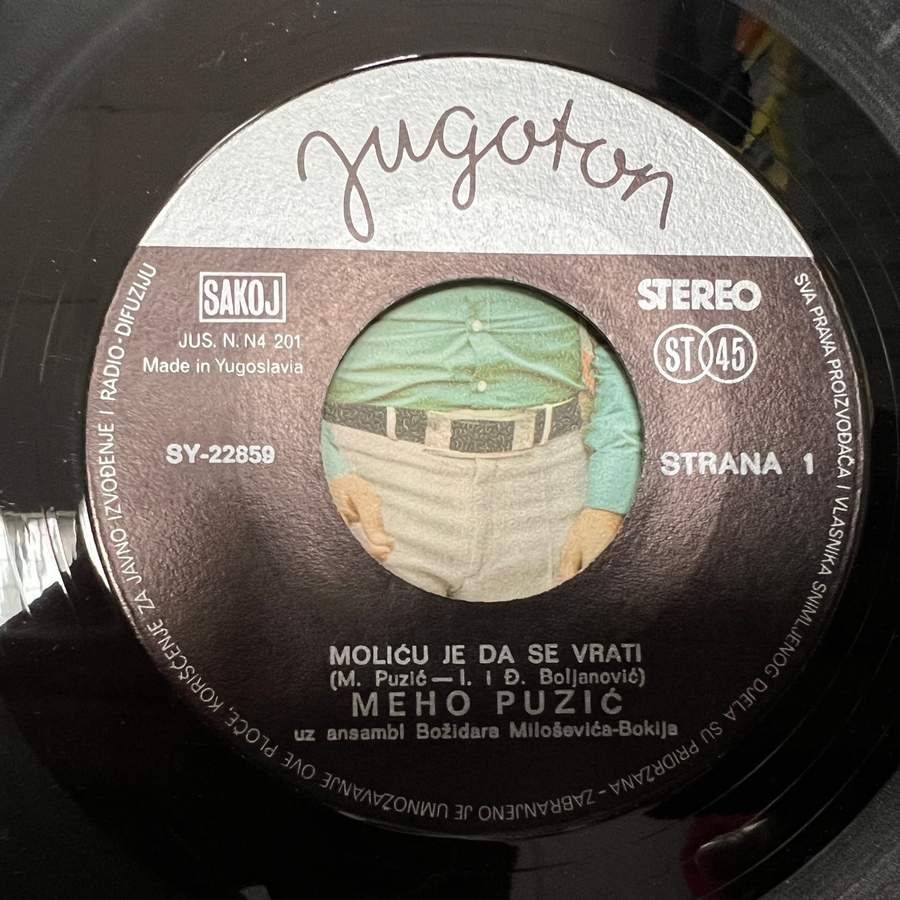 jugoton
SAKOJ
JUS. N. N4 201
Made in Yugoslavia
STEREO
ST 45
SY-22859
STRANA 1
MOLIĆU JE DA SE VRATI
(M. Puzić — I. i Đ. Boljanović)
MEHO PUZIĆ
uz ansambl Božidara Miloševića-Bokija
SVA PRAVA PROIZVOĐAČA I VLASNIKA SNIMLJENOG DJELA SU PRIDRZANA - ZABRANJENO JE UMNOŽAVANJE OVE PLOČE, KORIŠĆENJE ZA JAVNO IZVOĐENJE I RADIO-DIFUZIJU